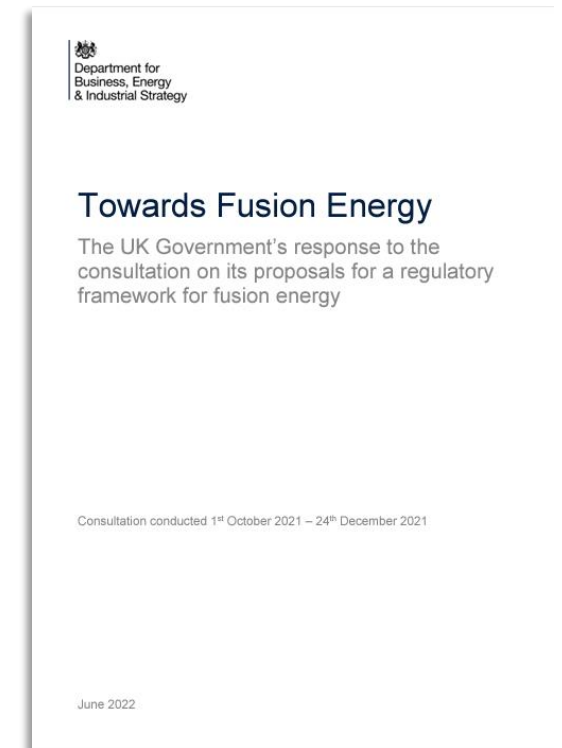 Department for
Business, Energy
& Industrial Strategy
Towards Fusion Energy
The UK Government's response to the
consultation on its proposals for a regulatory
framework for fusion energy
Consultation conducted 1st October 2021 – 24th December 2021
June 2022